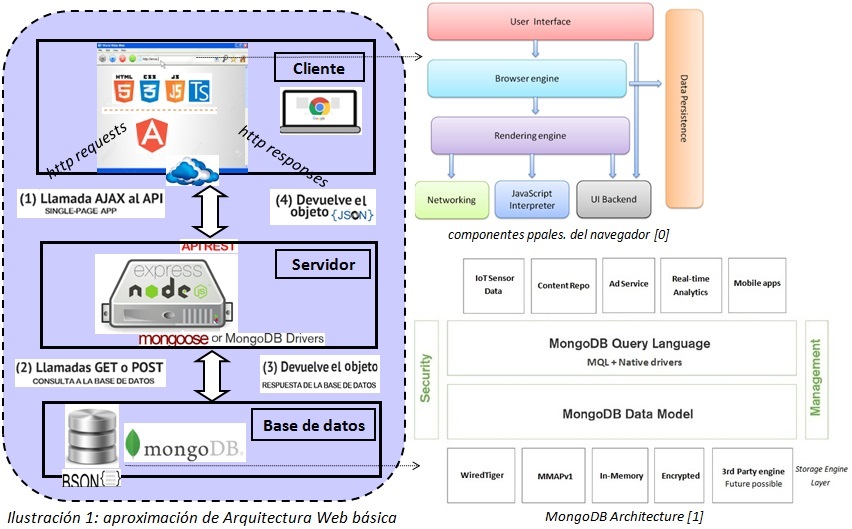 Cliente
HTML
CSS
JS
5
3
JS
TS
A
Google
http requests
http responses
(1) Llamada AJAX al API
SINGLE-PAGE APP
(4) Devuelve el
objeto {JSON}
API REST
Servidor
express
node
JS
mongoose or MongoDB Drivers
(2) Llamadas GET o POST
CONSULTA A LA BASE DE DATOS
(3) Devuelve el objeto
RESPUESTA DE LA BASE DE DATOS
Base de datos
mongoDB®
BSON{}
Ilustración 1: aproximación de Arquitectura Web básica
User Interface
Browser engine
Rendering engine
Data Persistence
Networking
JavaScript
Interpreter
UI Backend
componentes ppales. del navegador [0]
IoT Sensor
Data
Content Repo
Ad Service
Real-time
Analytics
Mobile apps
Security
MongoDB Query Language
MQL + Native drivers
MongoDB Data Model
Management
WiredTiger
MMAPv1
In-Memory
Encrypted
3rd Party engine
Future possible
Storage Engine
Layer
MongoDB Architecture [1]